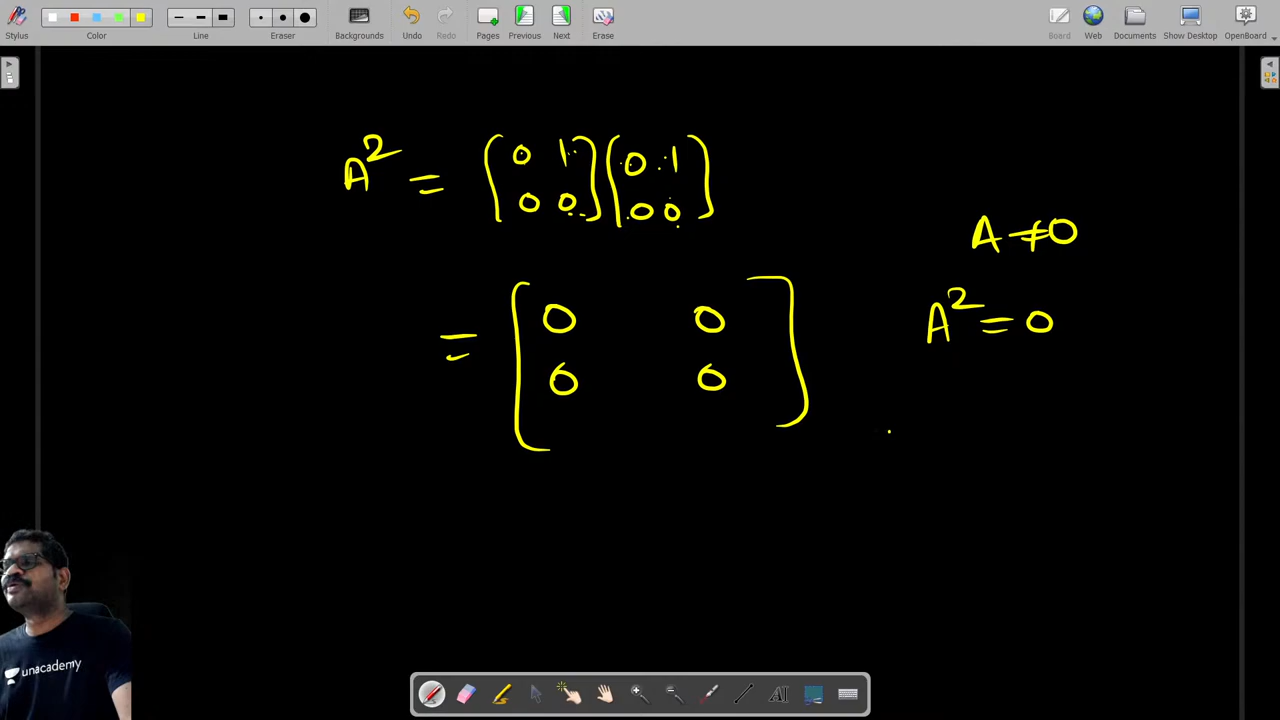 Stylus Color Line Eraser Backgrounds Undo Redo Pages Previous Next Erase Board Web Documents Show Desktop OpenBoard
A² = (0 1 0 0)(0 1 0 0)
A ≠ 0
= [0 0
0 0]
A² = 0
unacademy
AI